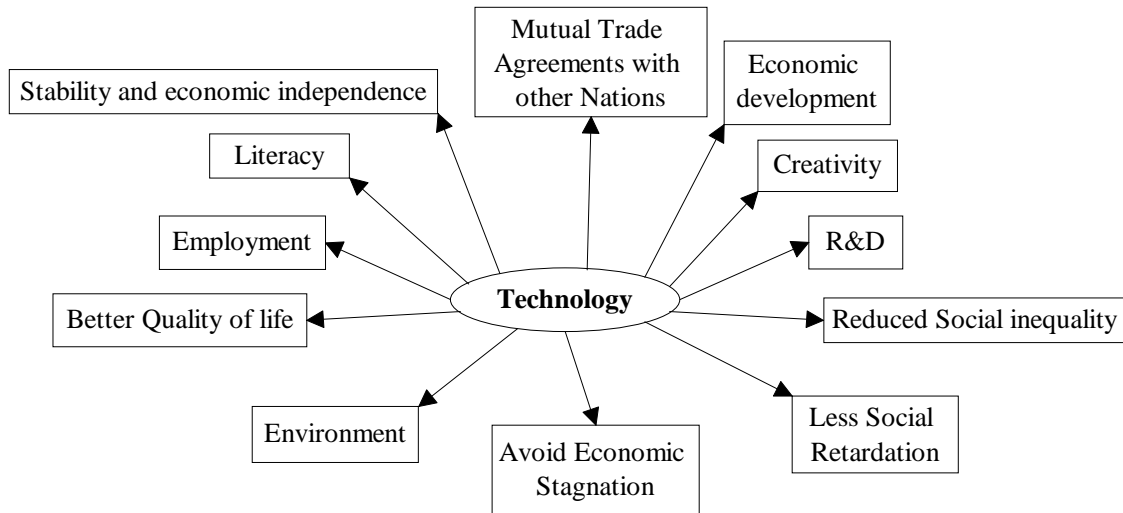 Mutual Trade
Agreements with
other Nations
Economic
development
Stability and economic independence
Literacy
Creativity
Employment
R&D
Technology
Better Quality of life
Reduced Social inequality
Environment
Less Social
Retardation
Avoid Economic
Stagnation